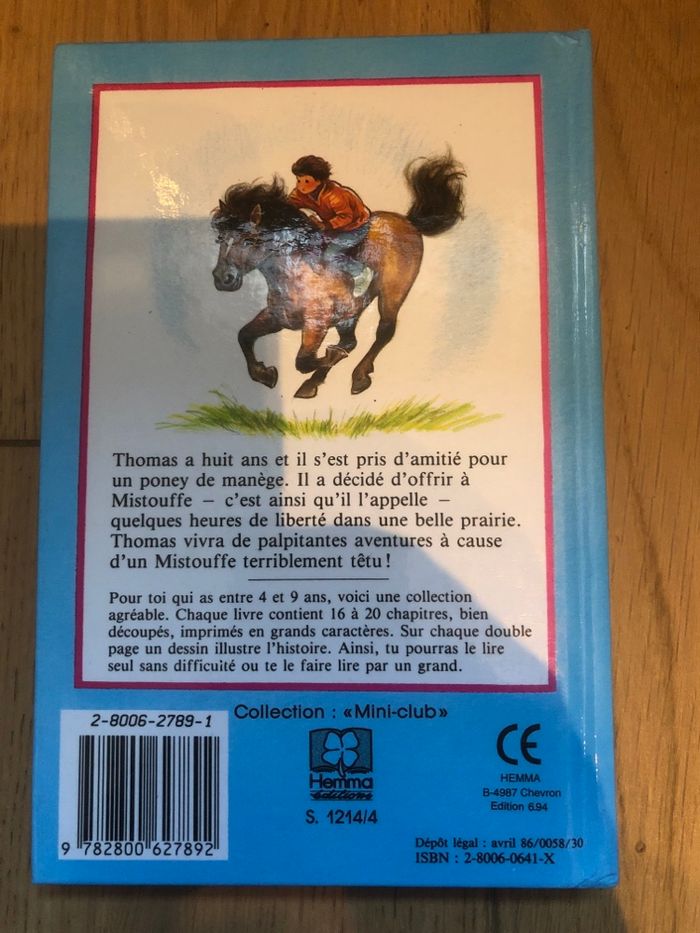 Thomas a huit ans et il s'est pris d'amitié pour
un poney de manège. Il a décidé d'offrir à
Mistouffe – c'est ainsi qu'il l'appelle –
quelques heures de liberté dans une belle prairie.
Thomas vivra de palpitantes aventures à cause
d'un Mistouffe terriblement têtu !
Pour toi qui as entre 4 et 9 ans, voici une collection
agréable. Chaque livre contient 16 à 20 chapitres, bien
découpés, imprimés en grands caractères. Sur chaque double
page un dessin illustre l'histoire. Ainsi, tu pourras le lire
seul sans difficulté ou te le faire lire par un grand.
Collection : «Mini-club»
2-8006-2789-1
9 782800 627892
Hemma
éditions
S. 1214/4
CE
HEMMA
B-4987 Chevron
Edition 6.94
Dépôt légal : avril 86/0058/30
ISBN : 2-8006-0641-X